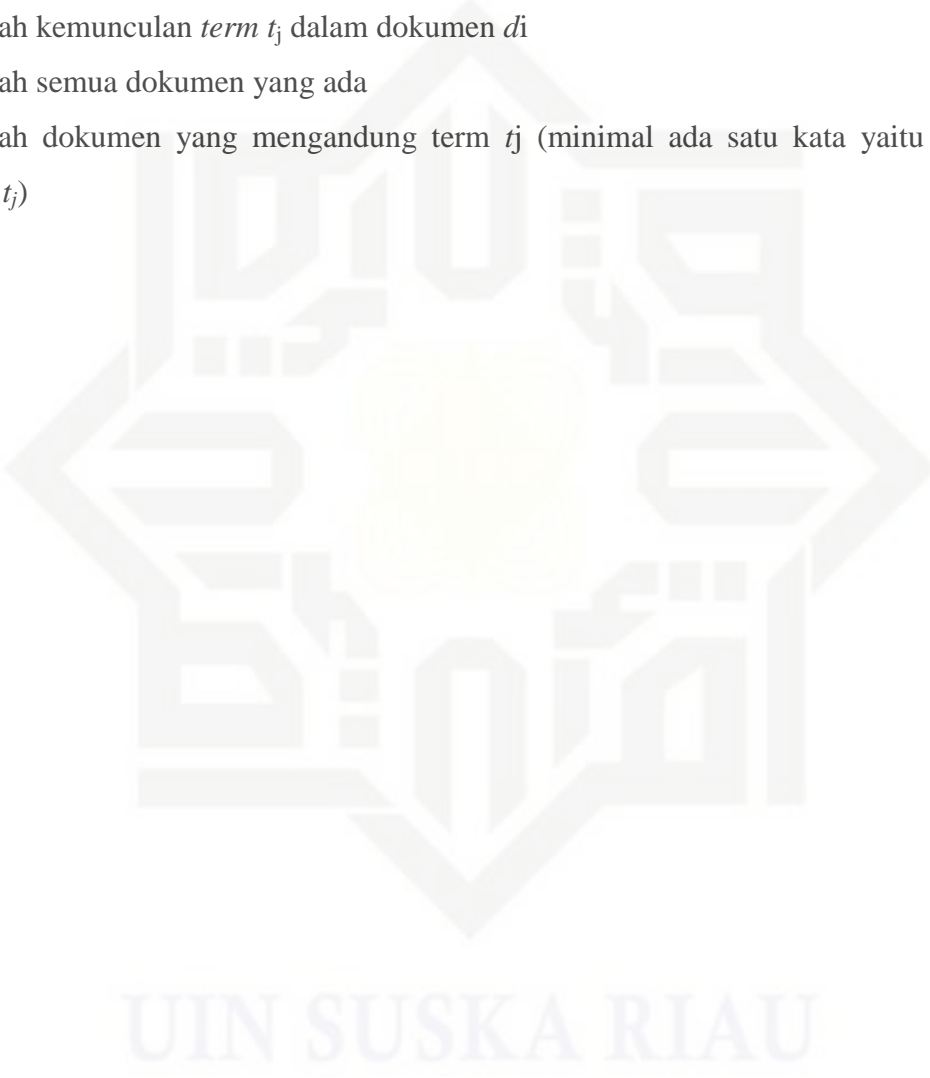 ah kemunculan term tj dalam dokumen di
ah semua dokumen yang ada
ah dokumen yang mengandung term tj (minimal ada satu kata yaitu
tj)
UIN SUSKA RIAU